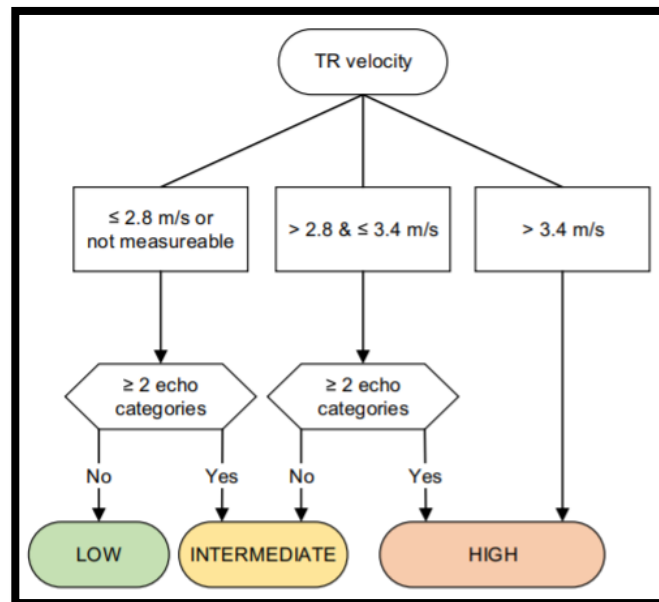 TR velocity
≤ 2.8 m/s or
not measureable
> 2.8 & ≤ 3.4 m/s
> 3.4 m/s
≥ 2 echo
categories
≥ 2 echo
categories
No
Yes
No
Yes
LOW
INTERMEDIATE
HIGH